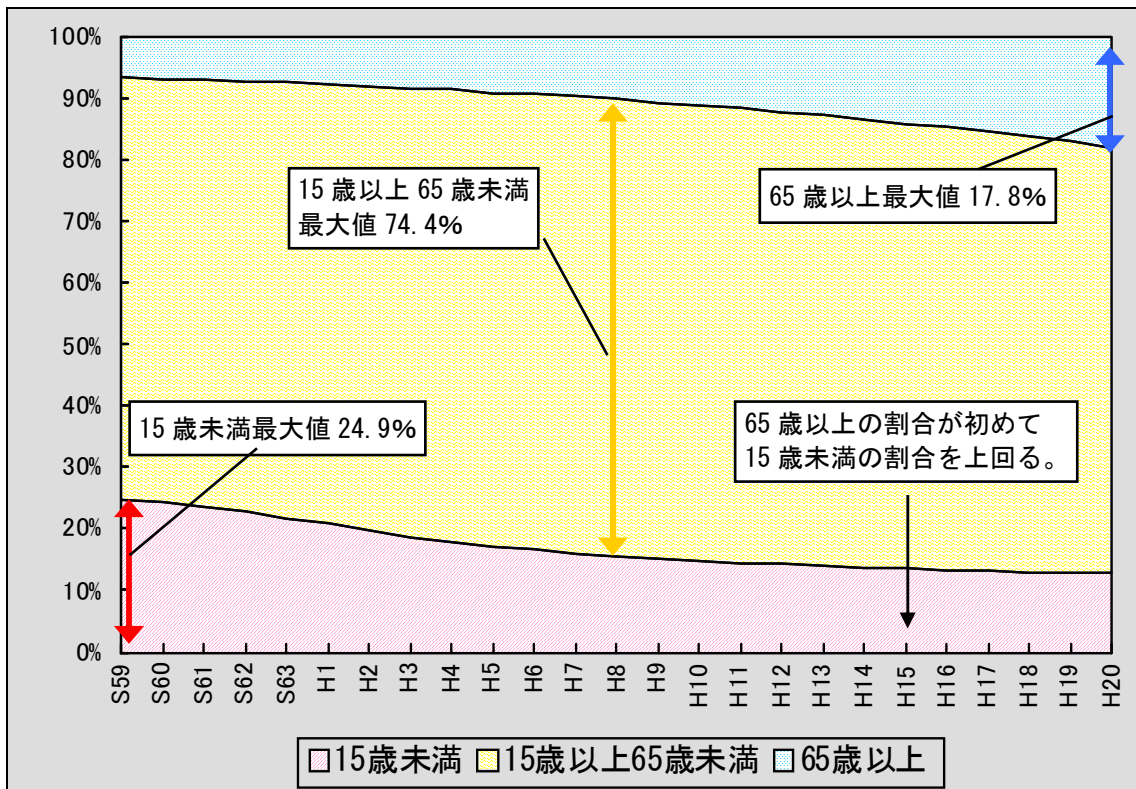 100%
90%
80%
70%
60%
50%
40%
30%
20%
10%
0%
15 歳以上 65 歳未満
最大値 74.4%
65 歳以上最大値 17.8%
15 歳未満最大値 24.9%
65 歳以上の割合が初めて
15 歳未満の割合を上回る。
S59
S60
S61
S62
S63
H1
H2
H3
H4
H5
H6
H7
H8
H9
H10
H11
H12
H13
H14
H15
H16
H17
H18
H19
H20
15歳未満 15歳以上65歳未満 65歳以上